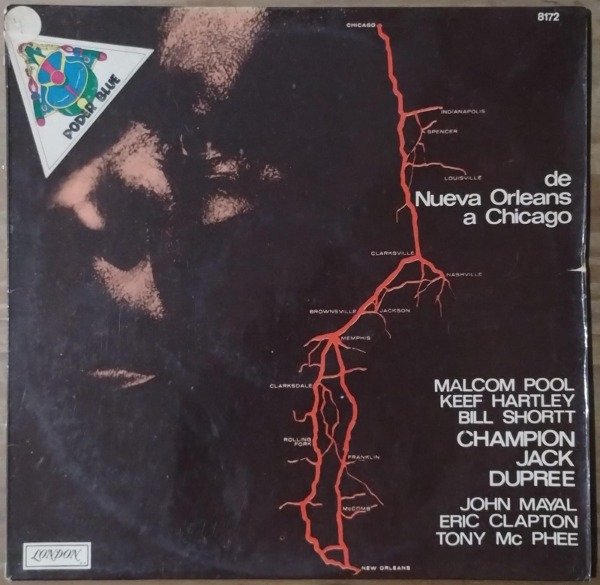 8172
PODER BLUE
CHICAGO
INDIANAPOLIS
SPENCER
LOUISVILLE
de
Nueva Orleans
a Chicago
CLARKSVILLE
NASHVILLE
BROWNSVILLE
JACKSON
MEMPHIS
CLARKSDALE
ROLLING
FORK
FRANKLIN
McCOMB
NEW ORLEANS
MALCOM POOL
KEEF HARTLEY
BILL SHORTT
CHAMPION
JACK
DUPREE
JOHN MAYAL
ERIC CLAPTON
TONY Mc PHEE
LONDON